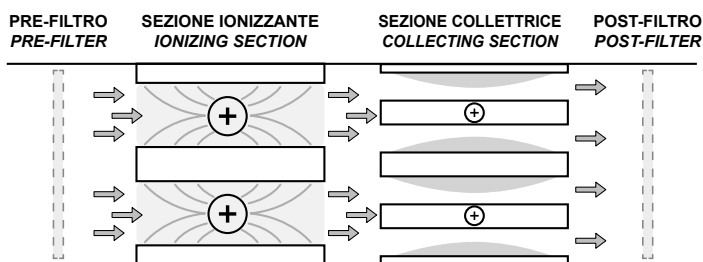 PRE-FILTRO
PRE-FILTER
SEZIONE IONIZZANTE
IONIZING SECTION
SEZIONE COLLETTRICE
COLLECTING SECTION
POST-FILTRO
POST-FILTER
+
+
+
+